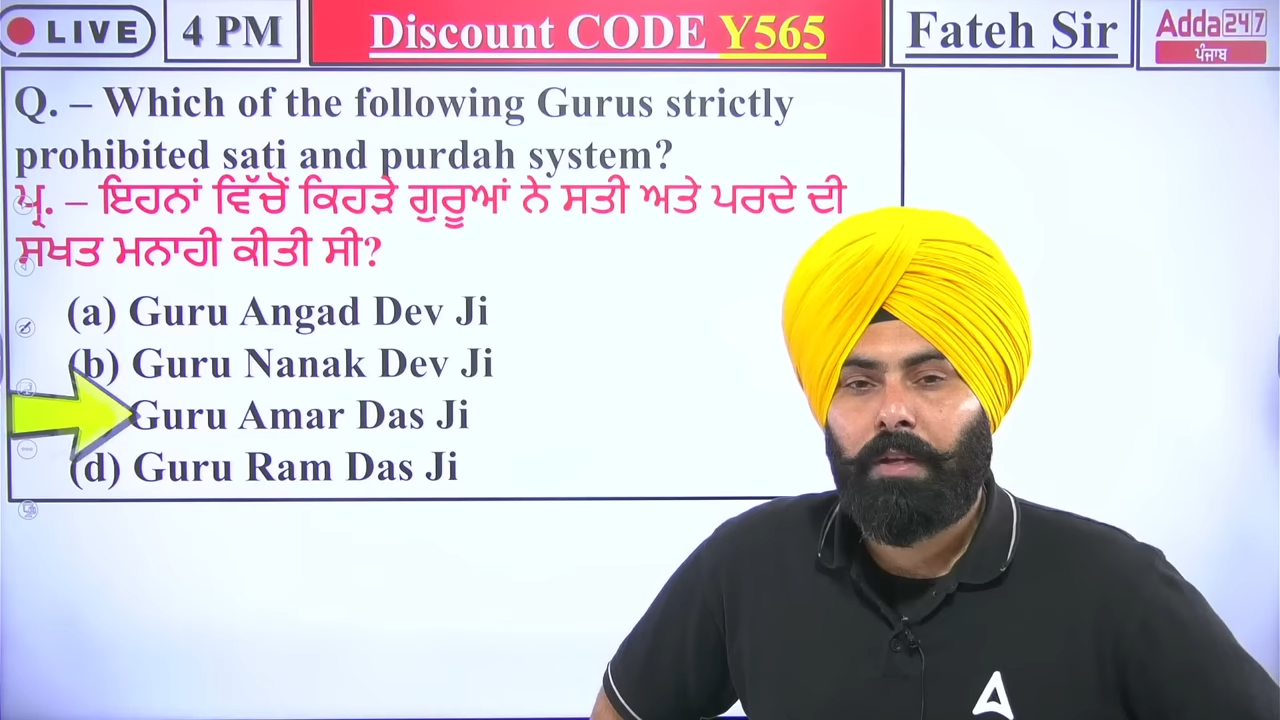 LIVE
4 PM
Discount CODE Y565
Fateh Sir
Adda 247
ਪੰਜਾਬ
Q. – Which of the following Gurus strictly
prohibited sati and purdah system?
ਪ੍ਰ. – ਇਹਨਾਂ ਵਿੱਚੋਂ ਕਿਹੜੇ ਗੁਰੂਆਂ ਨੇ ਸਤੀ ਅਤੇ ਪਰਦੇ ਦੀ
ਸਖਤ ਮਨਾਹੀ ਕੀਤੀ ਸੀ?
(a) Guru Angad Dev Ji
(b) Guru Nanak Dev Ji
Guru Amar Das Ji
(d) Guru Ram Das Ji